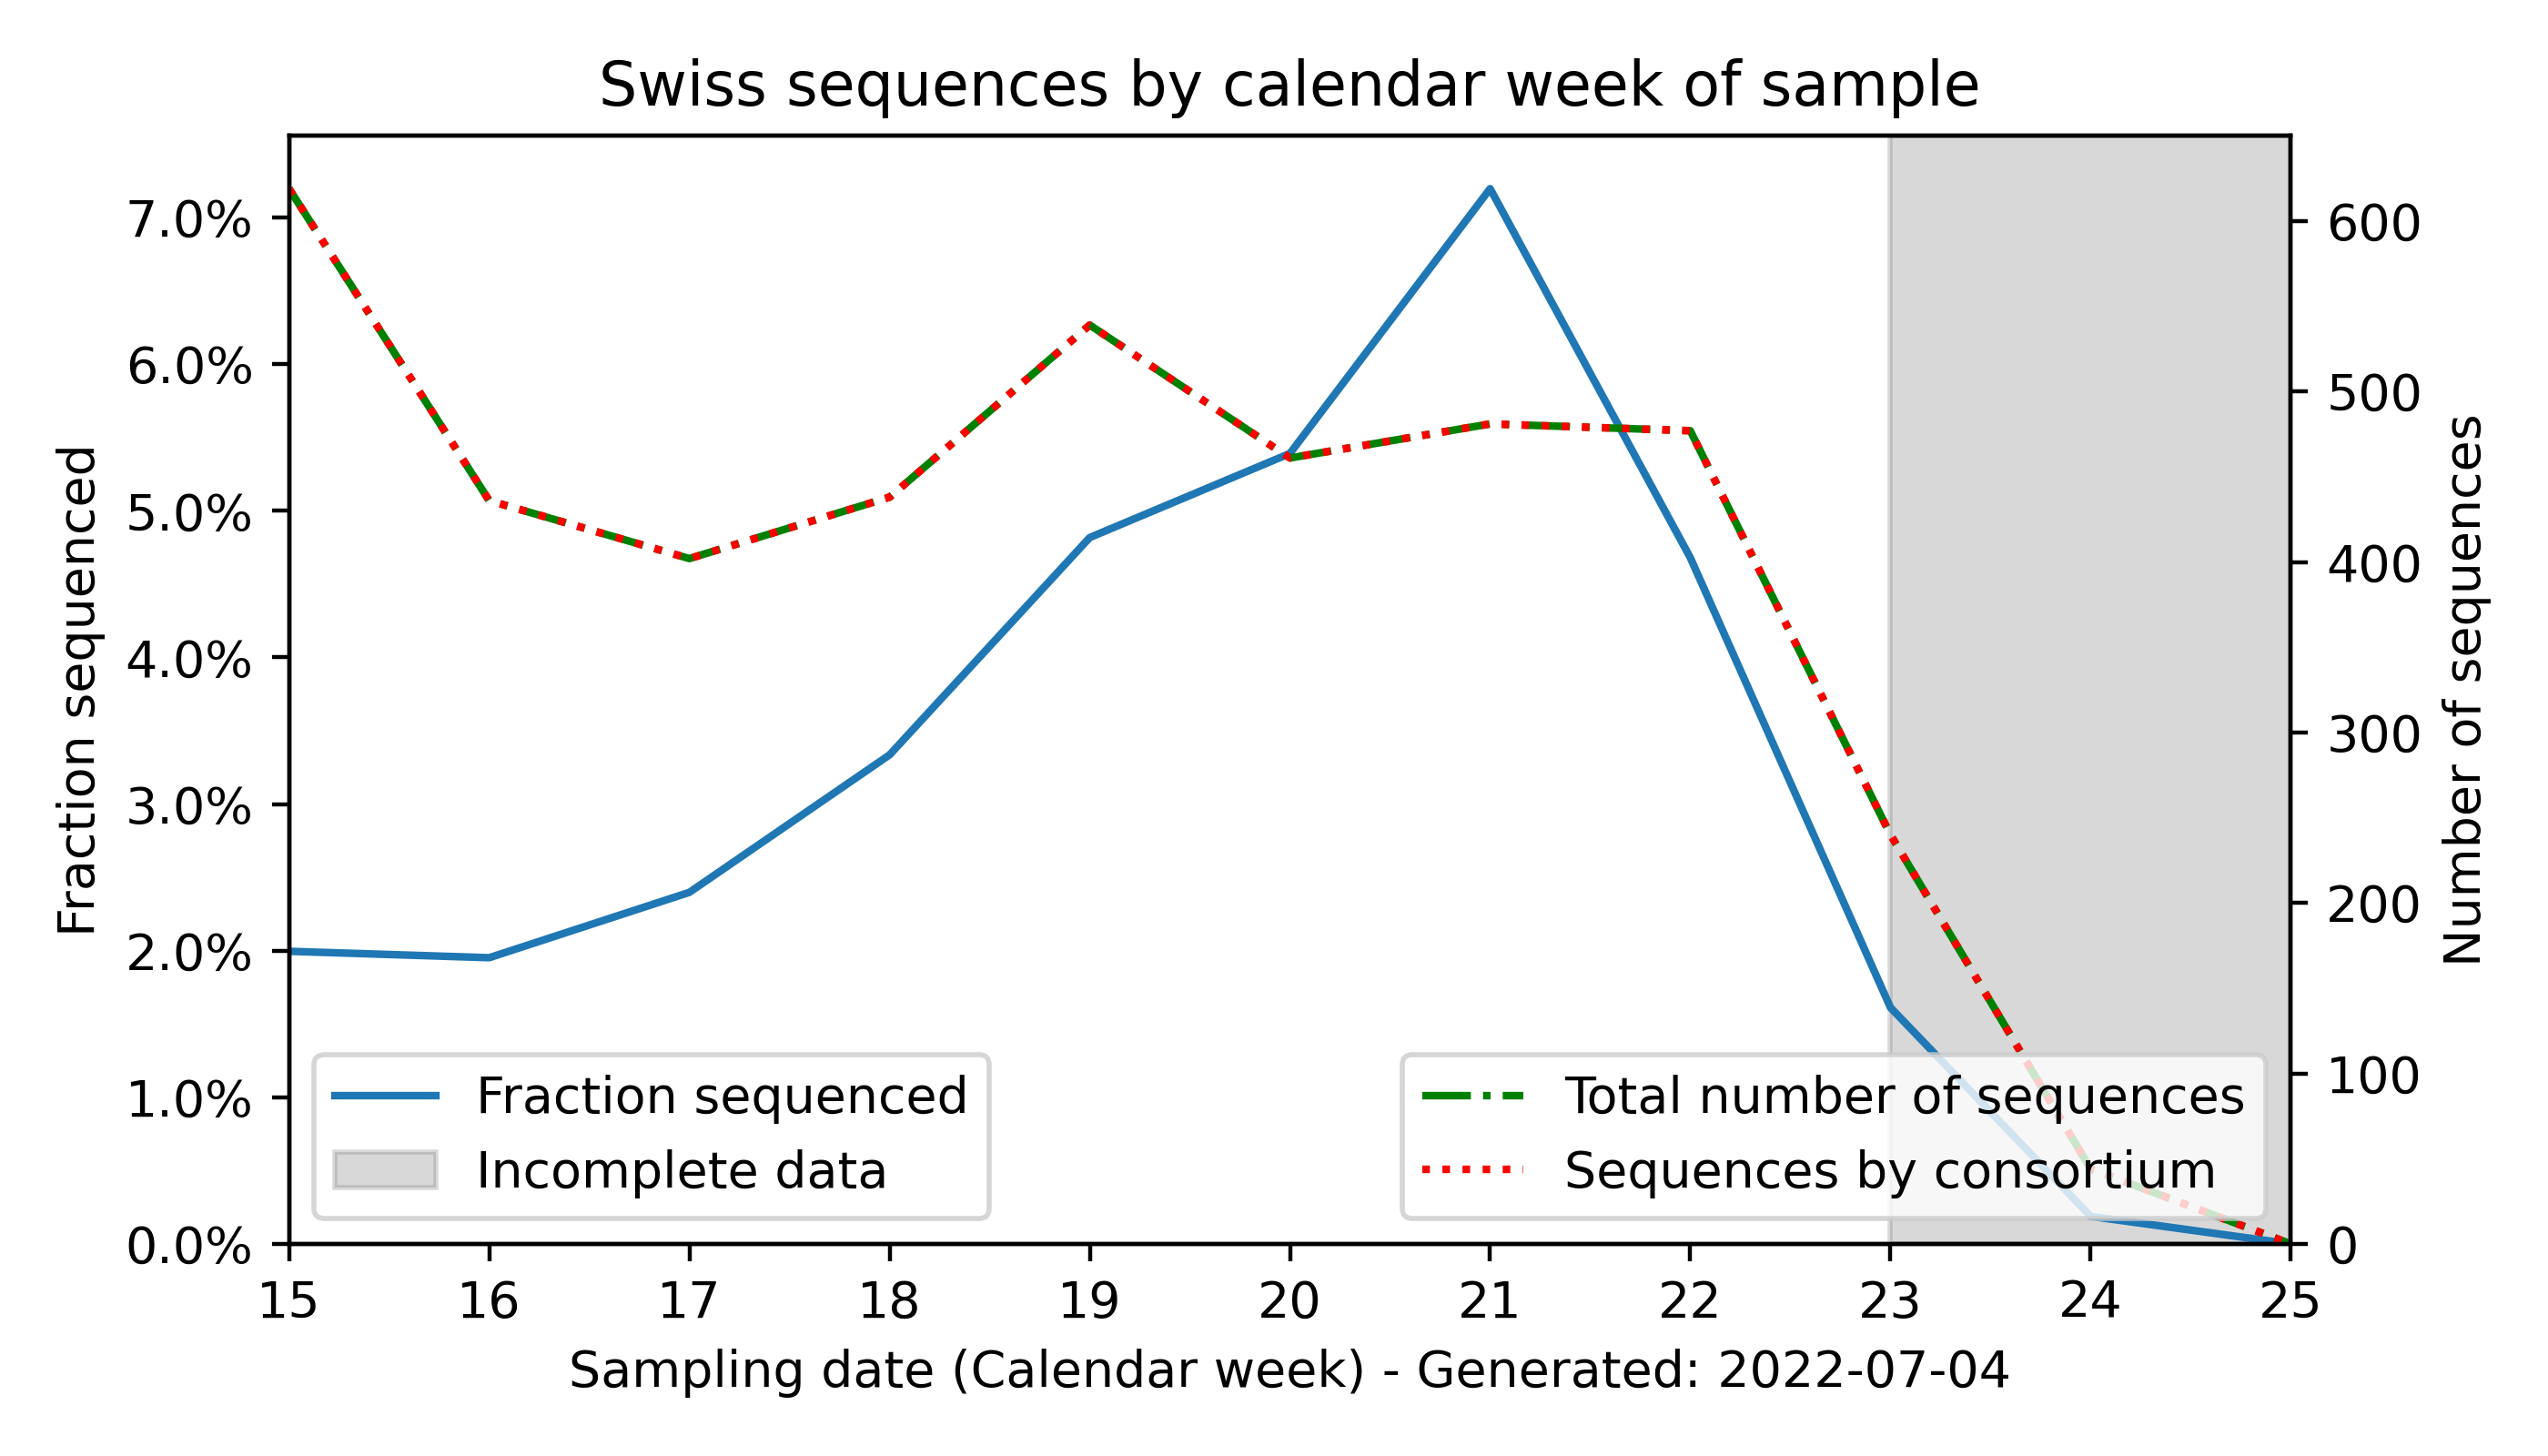 Swiss sequences by calendar week of sample
7.0%
6.0%
5.0%
4.0%
3.0%
2.0%
1.0%
0.0%
Fraction sequenced
600
500
400
300
200
100
0
Number of sequences
Fraction sequenced
Incomplete data
Total number of sequences
Sequences by consortium
15 16 17 18 19 20 21 22 23 24 25
Sampling date (Calendar week) - Generated: 2022-07-04